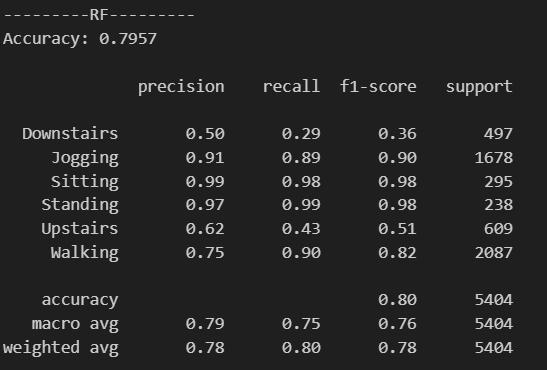 ---------RF---------
Accuracy: 0.7957
precision recall f1-score support
Downstairs 0.50 0.29 0.36 497
Jogging 0.91 0.89 0.90 1678
Sitting 0.99 0.98 0.98 295
Standing 0.97 0.99 0.98 238
Upstairs 0.62 0.43 0.51 609
Walking 0.75 0.90 0.82 2087
accuracy 0.80 5404
macro avg 0.79 0.75 0.76 5404
weighted avg 0.78 0.80 0.78 5404